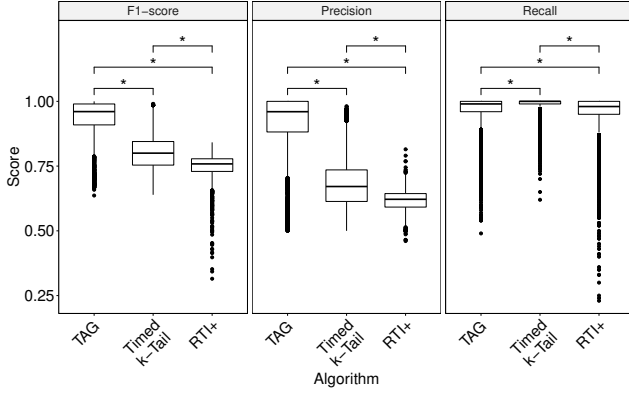 F1−score
Precision
Recall
*
*
*
*
*
*
*
*
*
Score
1.00
0.75
0.50
0.25
TAG
Timed
k−Tail
RTI+
TAG
Timed
k−Tail
RTI+
TAG
Timed
k−Tail
RTI+
Algorithm